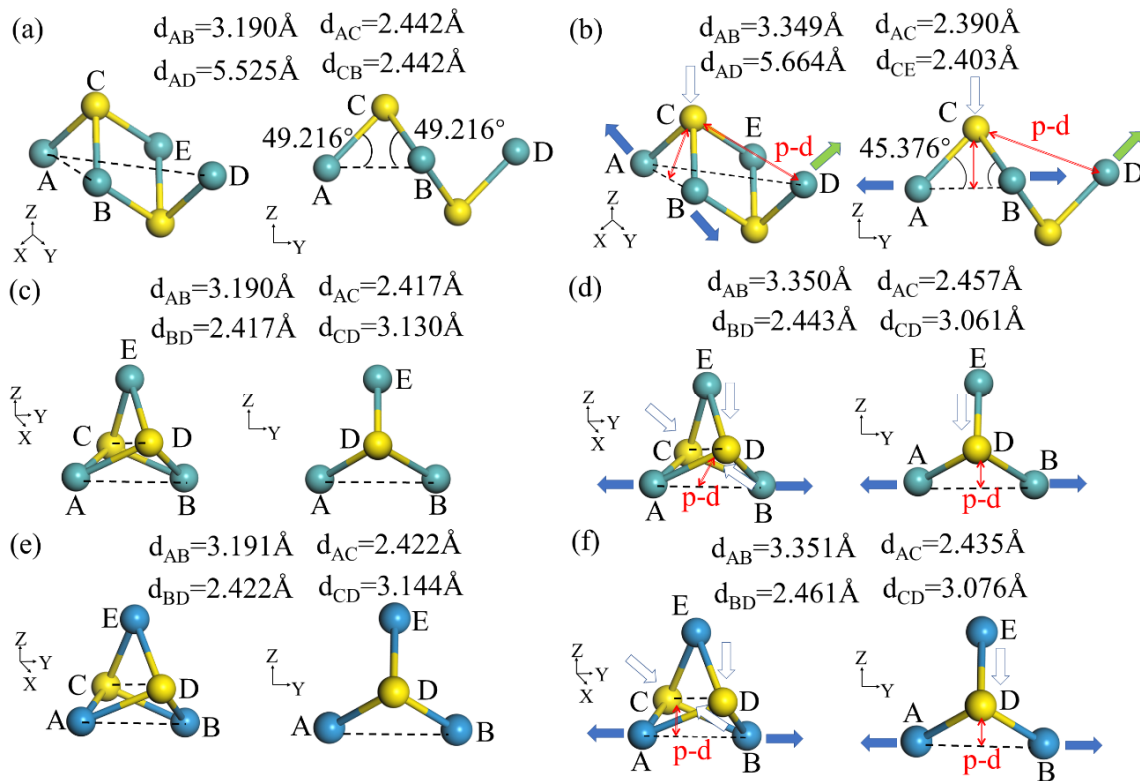 (a)
d_AB=3.190Å d_AC=2.442Å
d_AD=5.525Å d_CB=2.442Å
C
A
B
E
D
Z
X Y
C
49.216° 49.216°
A
B
D
Z
Y
(b)
d_AB=3.349Å d_AC=2.390Å
d_AD=5.664Å d_CE=2.403Å
C
E
p-d
A
D
B
Z
X Y
C
p-d
45.376°
A
B
D
Z
Y
(c)
d_AB=3.190Å d_AC=2.417Å
d_BD=2.417Å d_CD=3.130Å
E
Z
Y
X
C
D
A
B
Z
Y
E
D
A
B
(d)
d_AB=3.350Å d_AC=2.457Å
d_BD=2.443Å d_CD=3.061Å
E
Z
Y
X
C
D
p-d
A
B
Z
Y
E
D
A
B
p-d
(e)
d_AB=3.191Å d_AC=2.422Å
d_BD=2.422Å d_CD=3.144Å
E
Z
Y
X
C
D
A
B
Z
Y
E
D
A
B
(f)
d_AB=3.351Å d_AC=2.435Å
d_BD=2.461Å d_CD=3.076Å
E
Z
Y
X
C
D
A
B
p-d
Z
Y
E
D
A
B
p-d